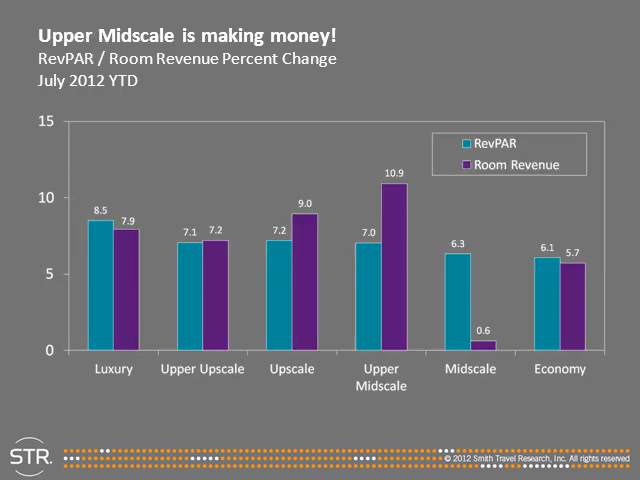 Upper Midscale is making money!
RevPAR / Room Revenue Percent Change
July 2012 YTD
15
10
5
0
RevPAR
Room Revenue
8.5
7.9
7.1
7.2
7.2
9.0
7.0
10.9
6.3
0.6
6.1
5.7
Luxury
Upper Upscale
Upscale
Upper
Midscale
Midscale
Economy
STR.
© 2012 Smith Travel Research, Inc. All rights reserved